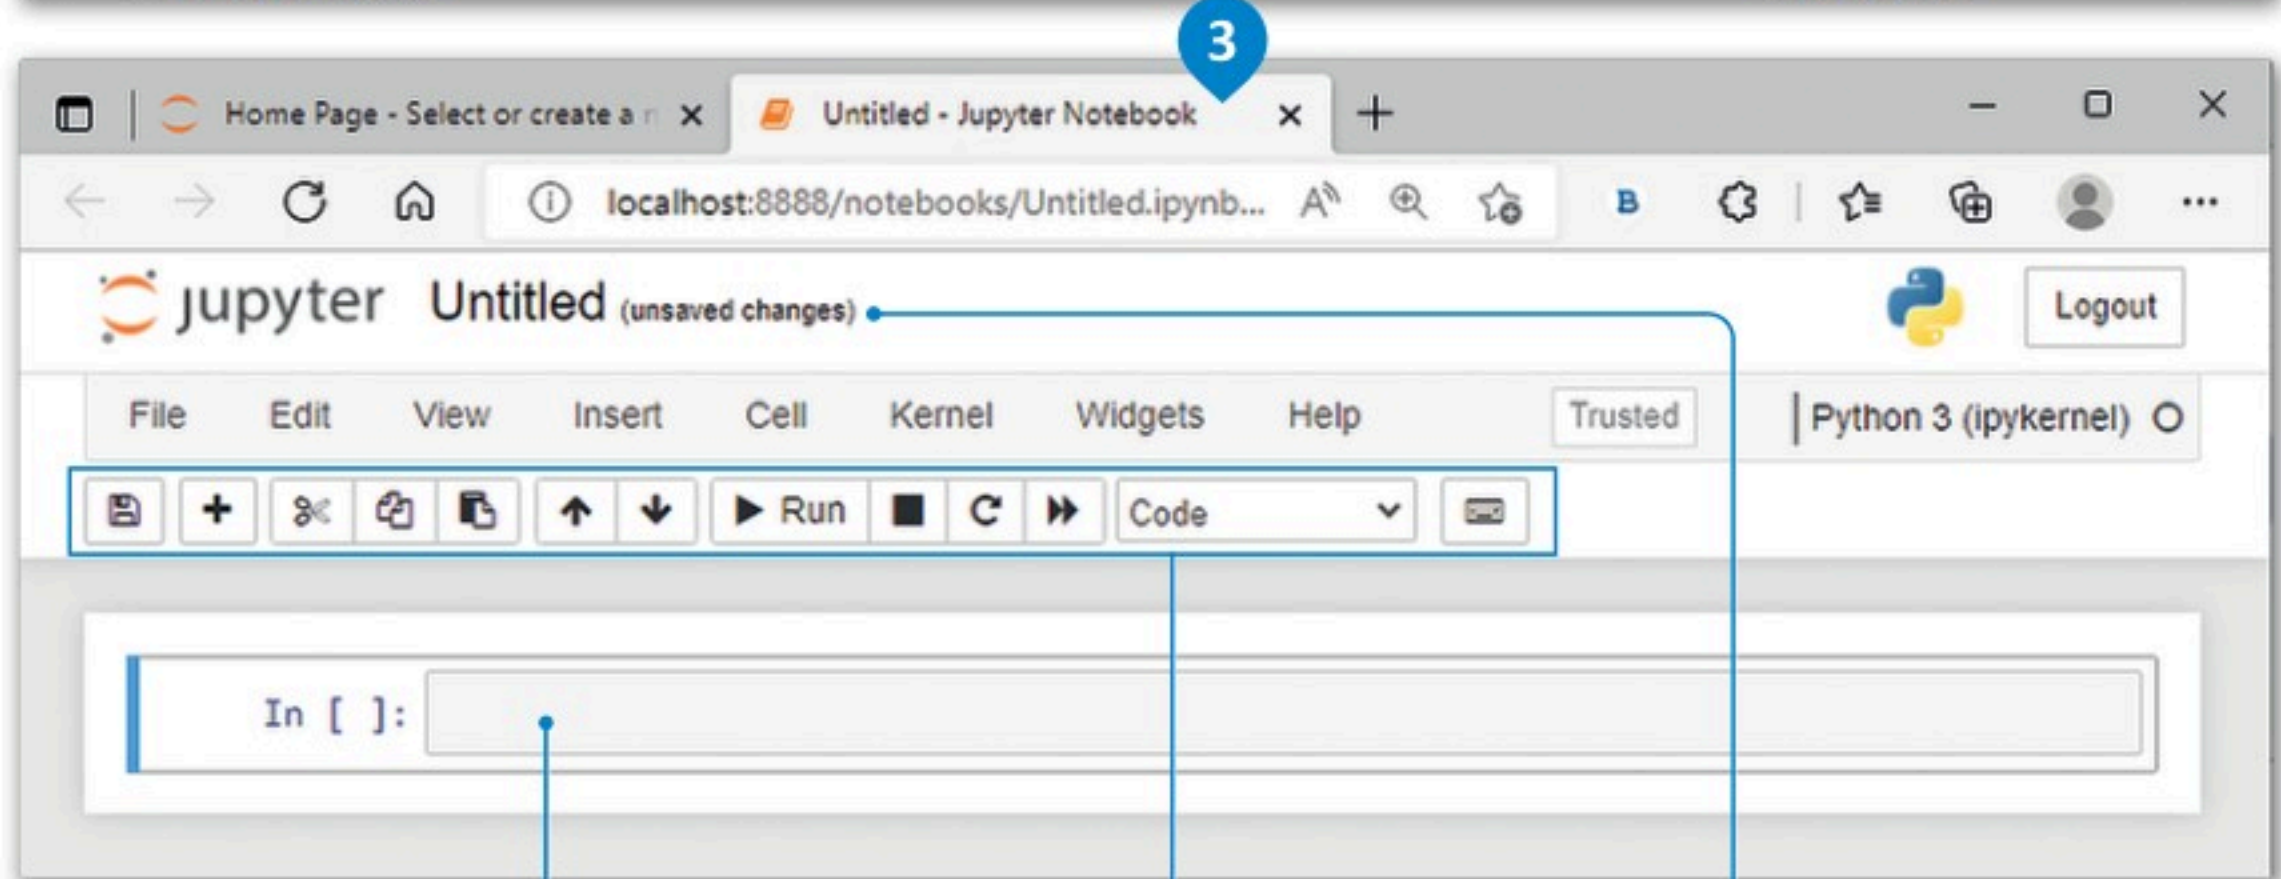 3
Home Page - Select or create a n
Untitled - Jupyter Notebook
localhost:8888/notebooks/Untitled.ipynb...
B
jupyter Untitled (unsaved changes)
Logout
File Edit View Insert Cell Kernel Widgets Help Trusted Python 3 (ipykernel)
Run Code
In [ ]: